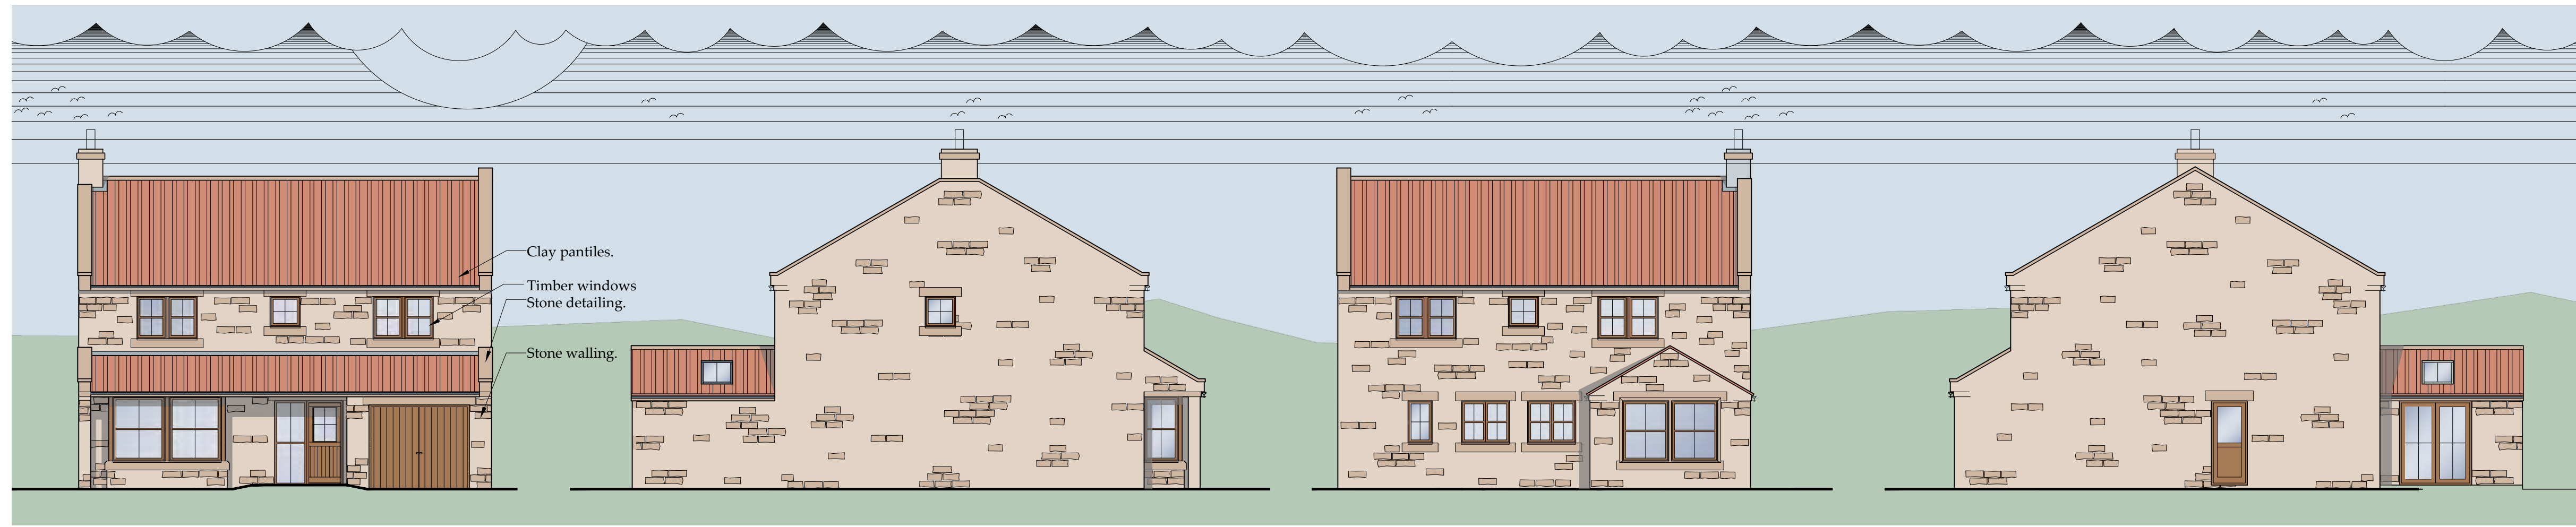 Clay pantiles.
Timber windows
Stone detailing.
Stone walling.